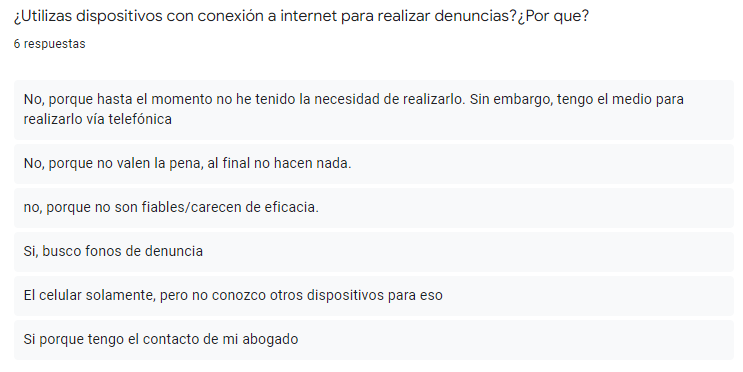 ¿Utilizas dispositivos con conexión a internet para realizar denuncias?¿Por que?
6 respuestas
No, porque hasta el momento no he tenido la necesidad de realizarlo. Sin embargo, tengo el medio para
realizarlo vía telefónica
No, porque no valen la pena, al final no hacen nada.
no, porque no son fiables/carecen de eficacia.
Si, busco fonos de denuncia
El celular solamente, pero no conozco otros dispositivos para eso
Si porque tengo el contacto de mi abogado